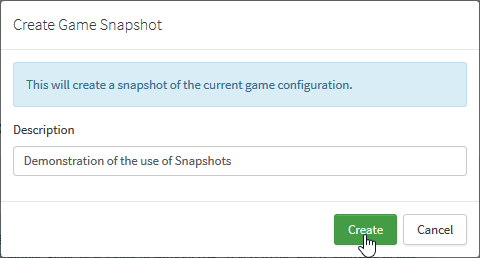 Create Game Snapshot
This will create a snapshot of the current game configuration.
Description
Demonstration of the use of Snapshots
Create
Cancel